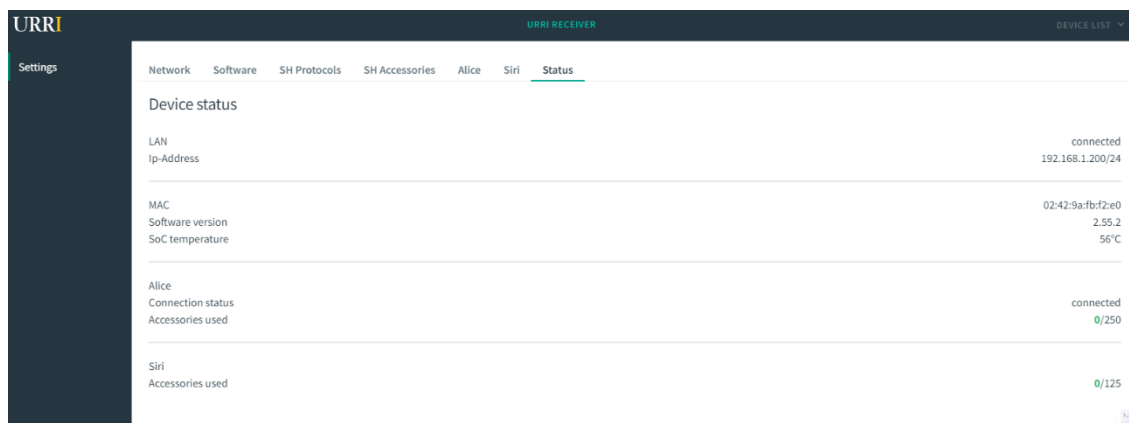 URRI
URRI RECEIVER
DEVICE LIST
Settings
Network Software SH Protocols SH Accessories Alice Siri Status
Device status
LAN connected
Ip-Address 192.168.1.200/24
MAC 02:42:9a:fb:f2:e0
Software version 2.55.2
SoC temperature 56°C
Alice
Connection status connected
Accessories used 0/250
Siri
Accessories used 0/125